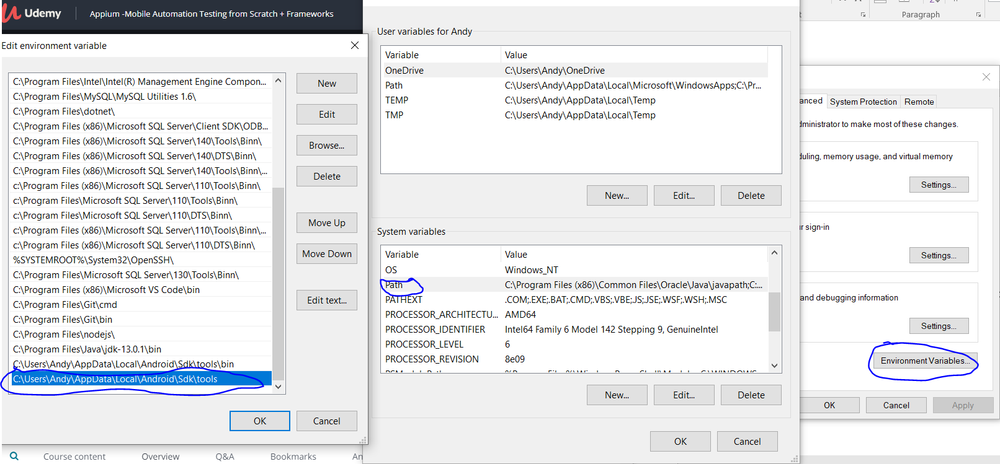 Udemy
Appium -Mobile Automation Testing from Scratch + Frameworks
Edit environment variable
C:\Program Files\Intel\Intel(R) Management Engine Compon...
C:\Program Files\MySQL\MySQL Utilities 1.6\
C:\Program Files\dotnet\
C:\Program Files (x86)\Microsoft SQL Server\Client SDK\ODB...
C:\Program Files (x86)\Microsoft SQL Server\140\Tools\Binn\
C:\Program Files (x86)\Microsoft SQL Server\140\DTS\Binn\
C:\Program Files (x86)\Microsoft SQL Server\140\Tools\Binn\...
c:\Program Files (x86)\Microsoft SQL Server\110\Tools\Binn\
c:\Program Files\Microsoft SQL Server\110\Tools\Binn\
c:\Program Files\Microsoft SQL Server\110\DTS\Binn\
c:\Program Files (x86)\Microsoft SQL Server\110\Tools\Binn\...
c:\Program Files (x86)\Microsoft SQL Server\110\DTS\Binn\
%SYSTEMROOT%\System32\OpenSSH\
C:\Program Files\Microsoft SQL Server\130\Tools\Binn\
C:\Program Files (x86)\Microsoft VS Code\bin
C:\Program Files\Git\cmd
C:\Program Files\Git\bin
C:\Program Files\nodejs\
C:\Program Files\Java\jdk-13.0.1\bin
C:\Users\Andy\AppData\Local\Android\Sdk\tools\bin
C:\Users\Andy\AppData\Local\Android\Sdk\tools
New
Edit
Browse...
Delete
Move Up
Move Down
Edit text...
OK
Cancel
User variables for Andy
Variable Value
OneDrive C:\Users\Andy\OneDrive
Path C:\Users\Andy\AppData\Local\Microsoft\WindowsApps;C:\Pr...
TEMP C:\Users\Andy\AppData\Local\Temp
TMP C:\Users\Andy\AppData\Local\Temp
New... Edit... Delete
System variables
Variable Value
OS Windows_NT
Path C:\Program Files (x86)\Common Files\Oracle\Java\javapath;C:...
PATHEXT .COM;.EXE;.BAT;.CMD;.VBS;.VBE;.JS;.JSE;.WSF;.WSH;.MSC
PROCESSOR_ARCHITECTU... AMD64
PROCESSOR_IDENTIFIER Intel64 Family 6 Model 142 Stepping 9, GenuineIntel
PROCESSOR_LEVEL 6
PROCESSOR_REVISION 8e09
New... Edit... Delete
OK Cancel
Paragraph
anced System Protection Remote
dministrator to make most of these changes.
duling, memory usage, and virtual memory
Settings...
r sign-in
Settings...
and debugging information
Settings...
Environment Variables...
OK Cancel Apply
Course content Overview Q&A Bookmarks An